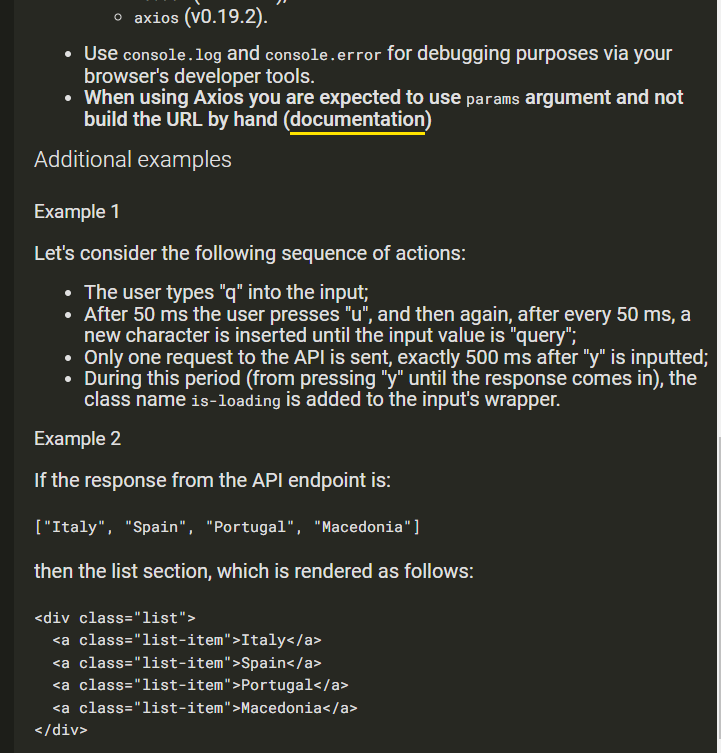 axios (v0.19.2).
Use console.log and console.error for debugging purposes via your
browser's developer tools.
When using Axios you are expected to use params argument and not
build the URL by hand (documentation)
Additional examples
Example 1
Let's consider the following sequence of actions:
The user types "q" into the input;
After 50 ms the user presses "u", and then again, after every 50 ms, a
new character is inserted until the input value is "query";
Only one request to the API is sent, exactly 500 ms after "y" is inputted;
During this period (from pressing "y" until the response comes in), the
class name is-loading is added to the input's wrapper.
Example 2
If the response from the API endpoint is:
["Italy", "Spain", "Portugal", "Macedonia"]
then the list section, which is rendered as follows:
<div class="list">
  <a class="list-item">Italy</a>
  <a class="list-item">Spain</a>
  <a class="list-item">Portugal</a>
  <a class="list-item">Macedonia</a>
</div>